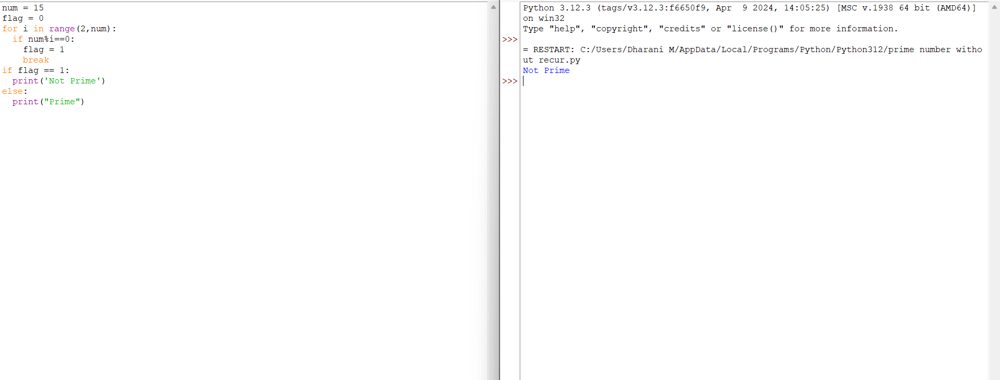 num = 15
flag = 0
for i in range(2,num):
  if num%i==0:
    flag = 1
    break
if flag == 1:
  print('Not Prime')
else:
  print("Prime")
Python 3.12.3 (tags/v3.12.3:f6650f9, Apr  9 2024, 14:05:25) [MSC v.1938 64 bit (AMD64)]
on win32
Type "help", "copyright", "credits" or "license()" for more information.
>>>
= RESTART: C:/Users/Dharani M/AppData/Local/Programs/Python/Python312/prime number witho
ut recur.py
Not Prime
>>>